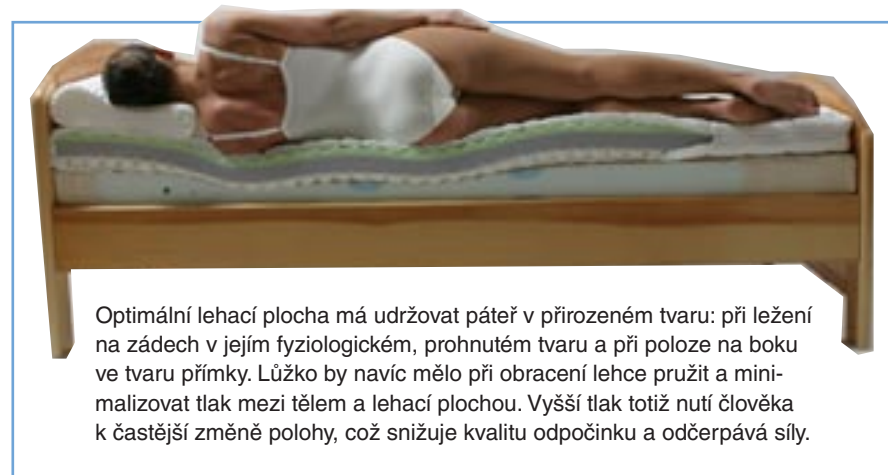 Optimální lehací plocha má udržovat páteř v přirozeném tvaru: při ležení
na zádech v jejím fyziologickém, prohnutém tvaru a při poloze na boku
ve tvaru přímky. Lůžko by navíc mělo při obracení lehce pružit a mini-
malizovat tlak mezi tělem a lehací plochou. Vyšší tlak totiž nutí člověka
k častější změně polohy, což snižuje kvalitu odpočinku a odčerpává síly.